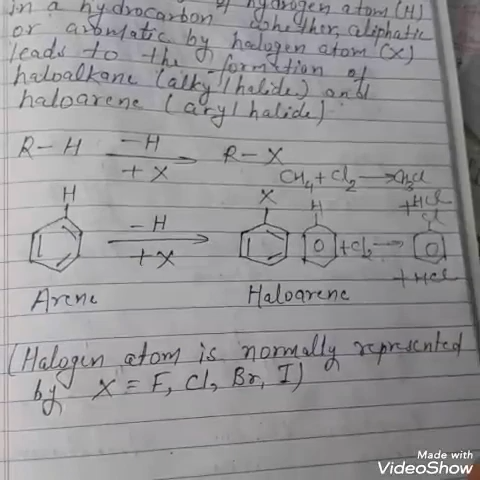 in a hydrocarbon whether, aliphatic
of hydrogen atom (H)
or aromatic by halogen atom (X)
leads to the formation of
haloalkane (alkyl halide) and
haloarene (aryl halide).
R-H -H +X R-X
CH4 + Cl2 → CH3Cl
+HCl
H -H +X X H + Cl2 → Cl
+HCl
Arene Haloarene
(Halogen atom is normally represented
by X = F, Cl, Br, I)
Made with
VideoShow